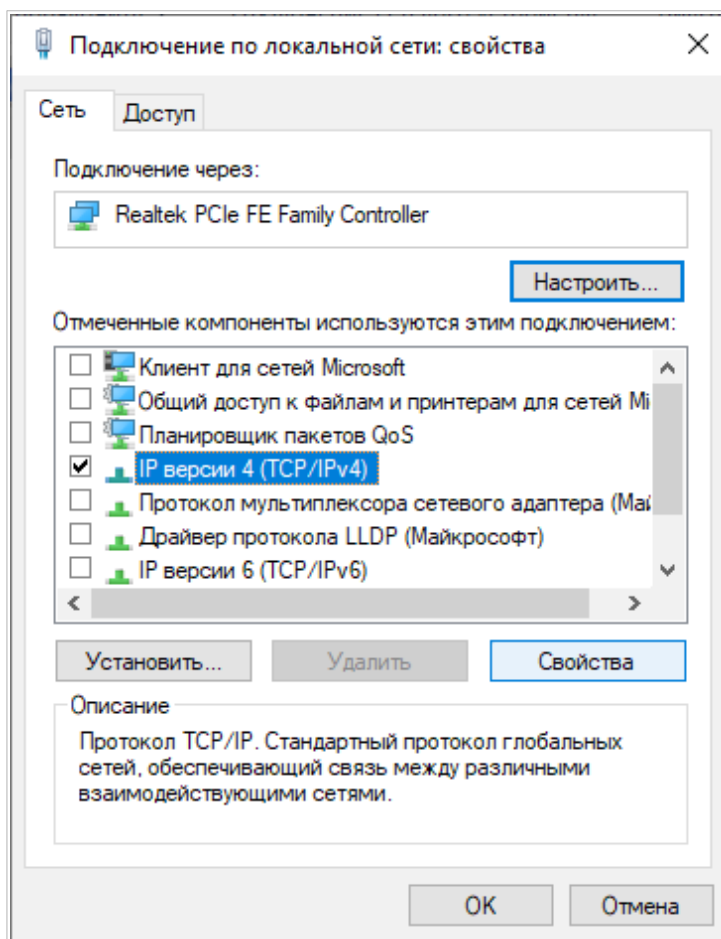 Подключение по локальной сети: свойства
Сеть
Доступ
Подключение через:
Realtek PCIe FE Family Controller
Настроить...
Отмеченные компоненты используются этим подключением:
Клиент для сетей Microsoft
Общий доступ к файлам и принтерам для сетей Mi
Планировщик пакетов QoS
IP версии 4 (TCP/IPv4)
Протокол мультиплексора сетевого адаптера (Май
Драйвер протокола LLDP (Майкрософт)
IP версии 6 (TCP/IPv6)
Установить...
Удалить
Свойства
Описание
Протокол TCP/IP. Стандартный протокол глобальных
сетей, обеспечивающий связь между различными
взаимодействующими сетями.
OK
Отмена